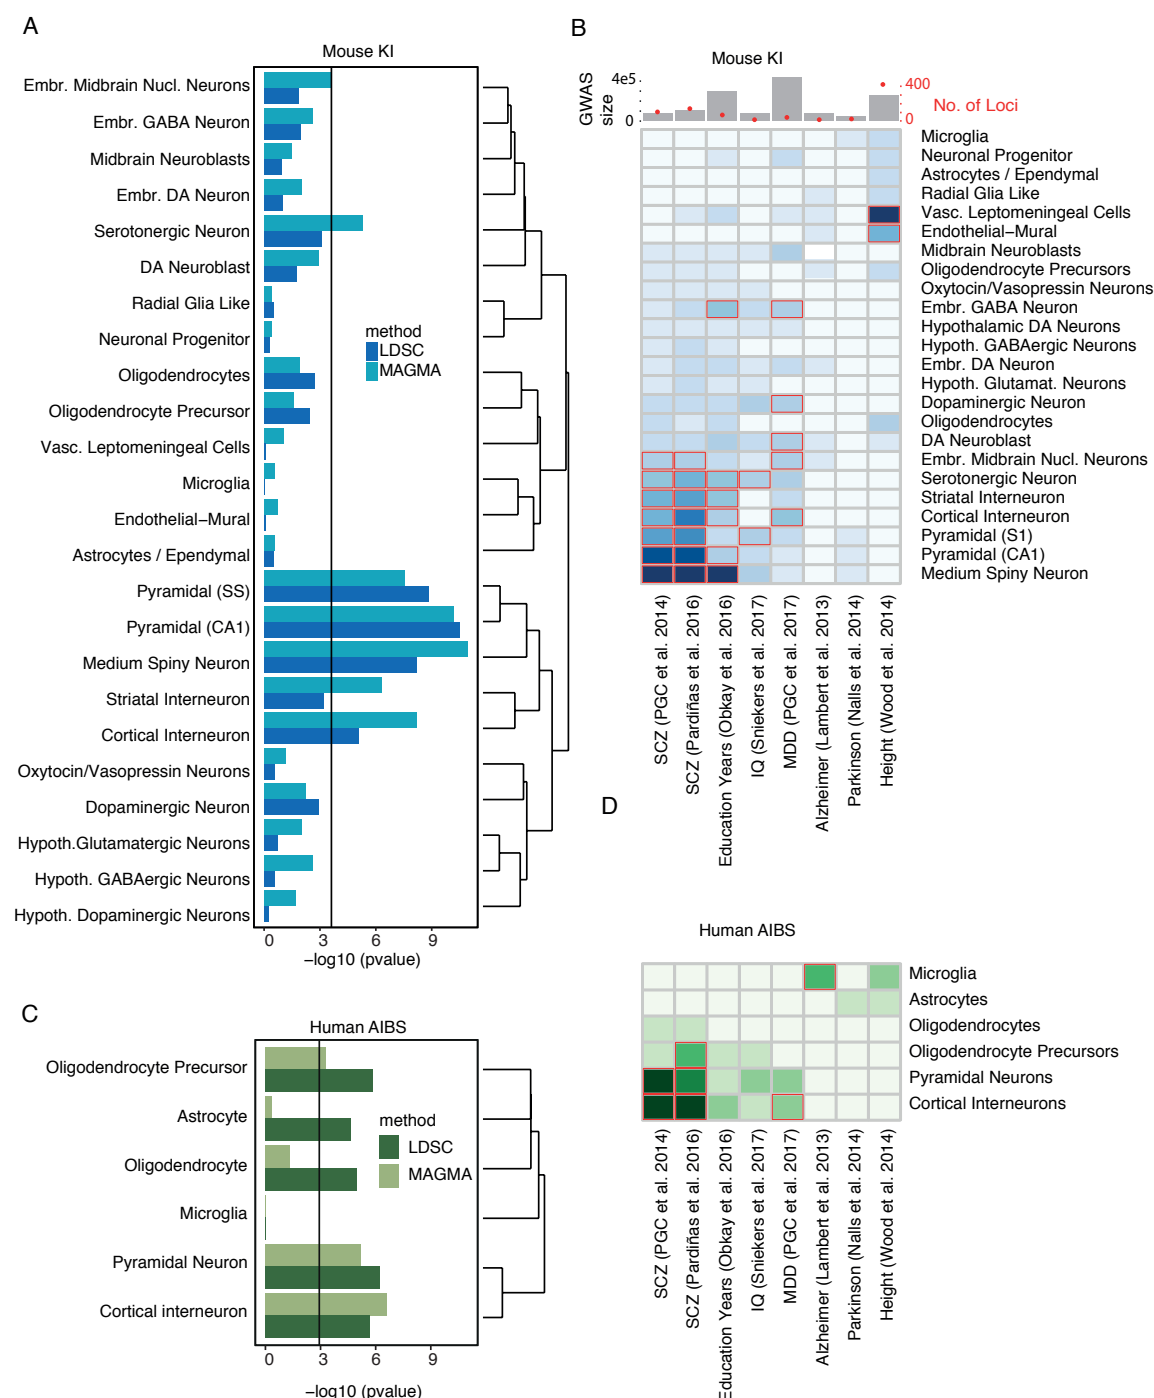 A
Mouse KI
Embr. Midbrain Nucl. Neurons
Embr. GABA Neuron
Midbrain Neuroblasts
Embr. DA Neuron
Serotonergic Neuron
DA Neuroblast
Radial Glia Like
Neuronal Progenitor
Oligodendrocytes
Oligodendrocyte Precursor
Vasc. Leptomeningeal Cells
Microglia
Endothelial−Mural
Astrocytes / Ependymal
Pyramidal (SS)
Pyramidal (CA1)
Medium Spiny Neuron
Striatal Interneuron
Cortical Interneuron
Oxytocin/Vasopressin Neurons
Dopaminergic Neuron
Hypoth.Glutamatergic Neurons
Hypoth. GABAergic Neurons
Hypoth. Dopaminergic Neurons
method
LDSC
MAGMA
0 3 6 9
−log10 (pvalue)
B
Mouse KI
GWAS
size
4e5
0
400
0
No. of Loci
Microglia
Neuronal Progenitor
Astrocytes / Ependymal
Radial Glia Like
Vasc. Leptomeningeal Cells
Endothelial−Mural
Midbrain Neuroblasts
Oligodendrocyte Precursors
Oxytocin/Vasopressin Neurons
Embr. GABA Neuron
Hypothalamic DA Neurons
Hypoth. GABAergic Neurons
Embr. DA Neuron
Hypoth. Glutamat. Neurons
Dopaminergic Neuron
Oligodendrocytes
DA Neuroblast
Embr. Midbrain Nucl. Neurons
Serotonergic Neuron
Striatal Interneuron
Cortical Interneuron
Pyramidal (S1)
Pyramidal (CA1)
Medium Spiny Neuron
SCZ (PGC et al. 2014)
SCZ (Pardiñas et al. 2016)
Education Years (Obkay et al. 2016)
IQ (Sniekers et al. 2017)
MDD (PGC et al. 2017)
Alzheimer (Lambert et al. 2013)
Parkinson (Nalls et al. 2014)
Height (Wood et al. 2014)
C
Human AIBS
Oligodendrocyte Precursor
Astrocyte
Oligodendrocyte
Microglia
Pyramidal Neuron
Cortical interneuron
method
LDSC
MAGMA
0 3 6 9
−log10 (pvalue)
D
Human AIBS
Microglia
Astrocytes
Oligodendrocytes
Oligodendrocyte Precursors
Pyramidal Neurons
Cortical Interneurons
SCZ (PGC et al. 2014)
SCZ (Pardiñas et al. 2016)
Education Years (Obkay et al. 2016)
IQ (Sniekers et al. 2017)
MDD (PGC et al. 2017)
Alzheimer (Lambert et al. 2013)
Parkinson (Nalls et al. 2014)
Height (Wood et al. 2014)